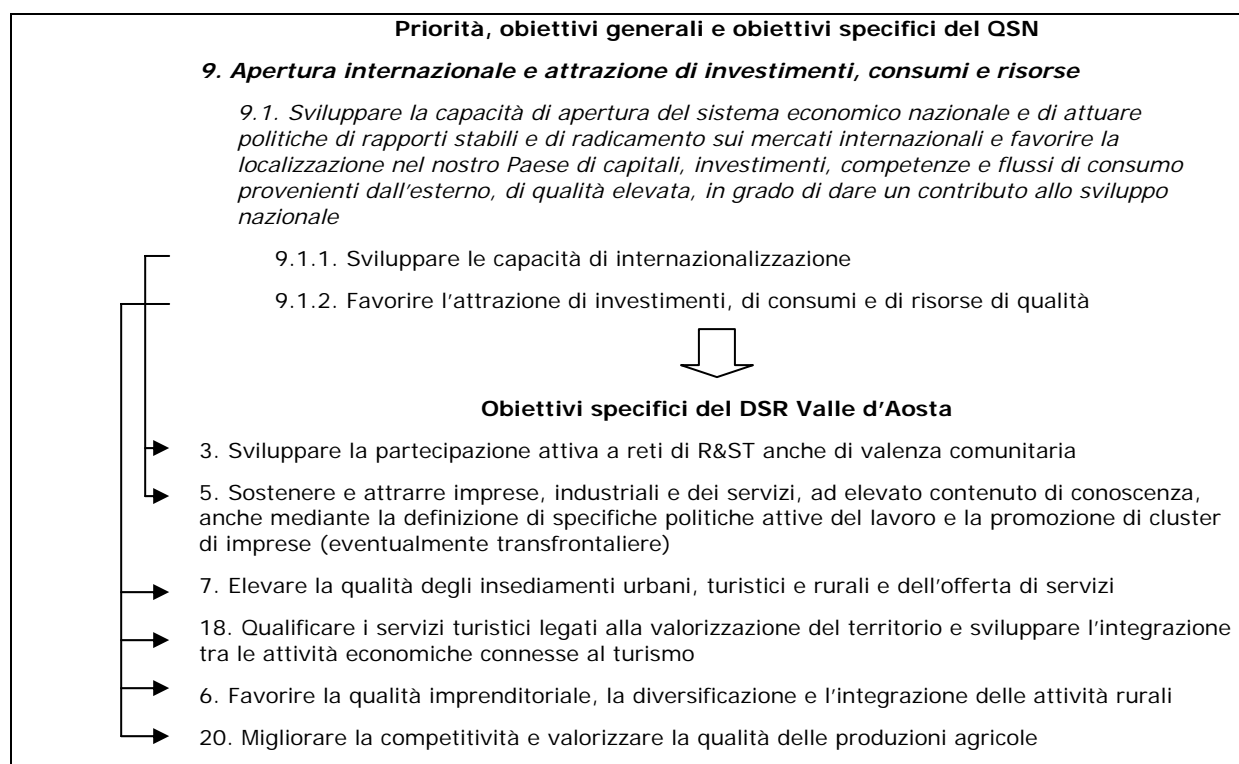 Priorità, obiettivi generali e obiettivi specifici del QSN
9. Apertura internazionale e attrazione di investimenti, consumi e risorse
9.1. Sviluppare la capacità di apertura del sistema economico nazionale e di attuare
politiche di rapporti stabili e di radicamento sui mercati internazionali e favorire la
localizzazione nel nostro Paese di capitali, investimenti, competenze e flussi di consumo
provenienti dall'esterno, di qualità elevata, in grado di dare un contributo allo sviluppo
nazionale
9.1.1. Sviluppare le capacità di internazionalizzazione
9.1.2. Favorire l'attrazione di investimenti, di consumi e di risorse di qualità
Obiettivi specifici del DSR Valle d'Aosta
3. Sviluppare la partecipazione attiva a reti di R&ST anche di valenza comunitaria
5. Sostenere e attrarre imprese, industriali e dei servizi, ad elevato contenuto di conoscenza,
anche mediante la definizione di specifiche politiche attive del lavoro e la promozione di cluster
di imprese (eventualmente transfrontaliere)
7. Elevare la qualità degli insediamenti urbani, turistici e rurali e dell'offerta di servizi
18. Qualificare i servizi turistici legati alla valorizzazione del territorio e sviluppare l'integrazione
tra le attività economiche connesse al turismo
6. Favorire la qualità imprenditoriale, la diversificazione e l'integrazione delle attività rurali
20. Migliorare la competitività e valorizzare la qualità delle produzioni agricole